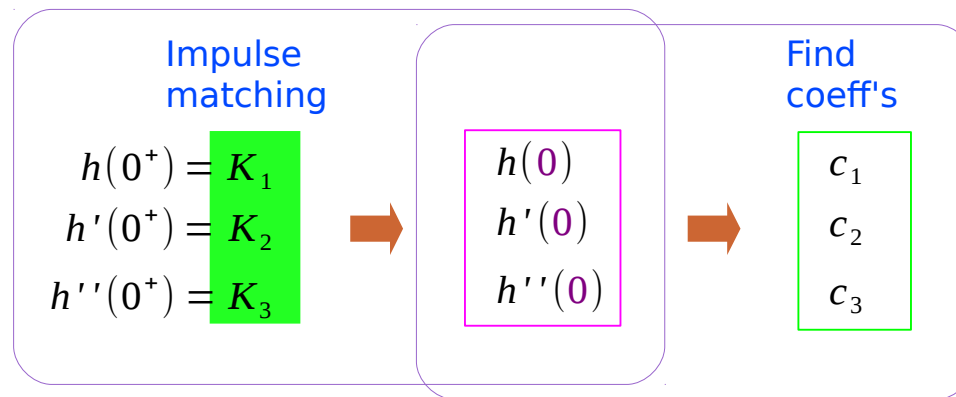 Impulse
matching
h(0⁺) = K₁
h'(0⁺) = K₂
h''(0⁺) = K₃
h(0)
h'(0)
h''(0)
Find
coeff's
c₁
c₂
c₃